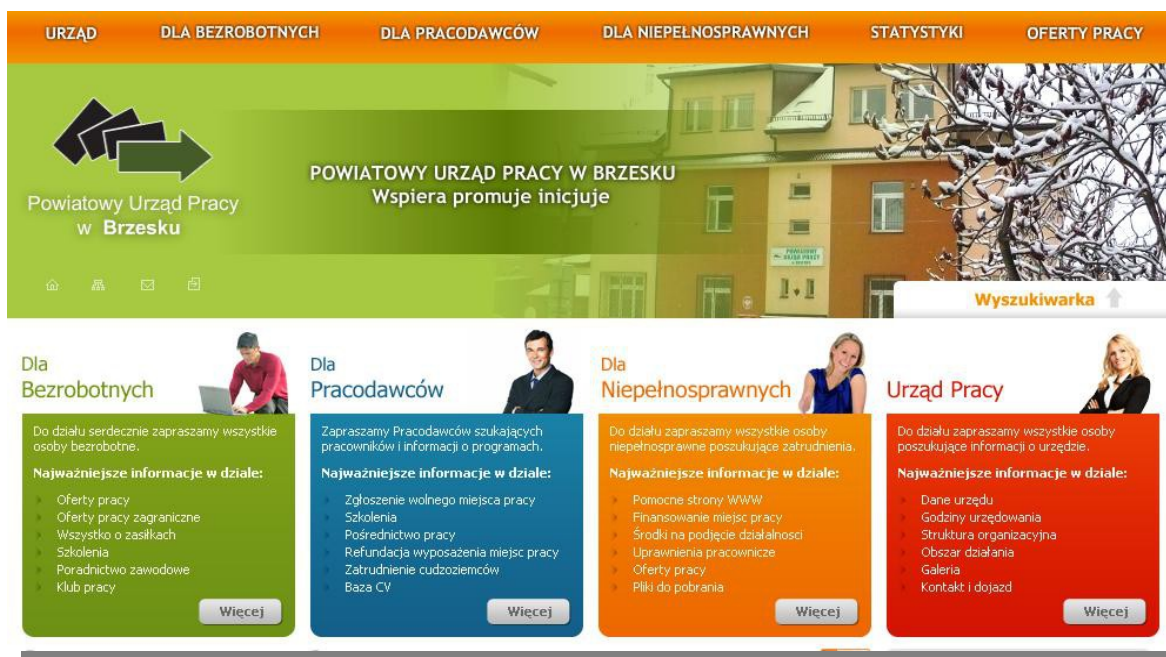 URZĄD
DLA BEZROBOTNYCH
DLA PRACODAWCÓW
DLA NIEPEŁNOSPRAWNYCH
STATYSTYKI
OFERTY PRACY
Powiatowy Urząd Pracy
w Brzesku
POWIATOWY URZĄD PRACY W BRZESKU
Wspiera promuje inicjuje
POWIATOWY
URZĄD PRACY
Wyszukiwarka
Dla
Bezrobotnych
Do działu serdecznie zapraszamy wszystkie
osoby bezrobotne.
Najważniejsze informacje w dziale:
Oferty pracy
Oferty pracy zagraniczne
Wszystko o zasiłkach
Szkolenia
Poradnictwo zawodowe
Klub pracy
Więcej
Dla
Pracodawców
Zapraszamy Pracodawców szukających
pracowników i informacji o programach.
Najważniejsze informacje w dziale:
Zgłoszenie wolnego miejsca pracy
Szkolenia
Pośrednictwo pracy
Refundacja wyposażenia miejsc pracy
Zatrudnienie cudzoziemców
Baza CV
Więcej
Dla
Niepełnosprawnych
Do działu zapraszamy wszystkie osoby
niepełnosprawne poszukujące zatrudnienia.
Najważniejsze informacje w dziale:
Pomocne strony WWW
Finansowanie miejsc pracy
Środki na podjęcie działalnosci
Uprawnienia pracownicze
Oferty pracy
Pliki do pobrania
Więcej
Urząd Pracy
Do działu zapraszamy wszystkie osoby
poszukujące informacji o urzędzie.
Najważniejsze informacje w dziale:
Dane urzędu
Godziny urzędowania
Struktura organizacyjna
Obszar działania
Galeria
Kontakt i dojazd
Więcej